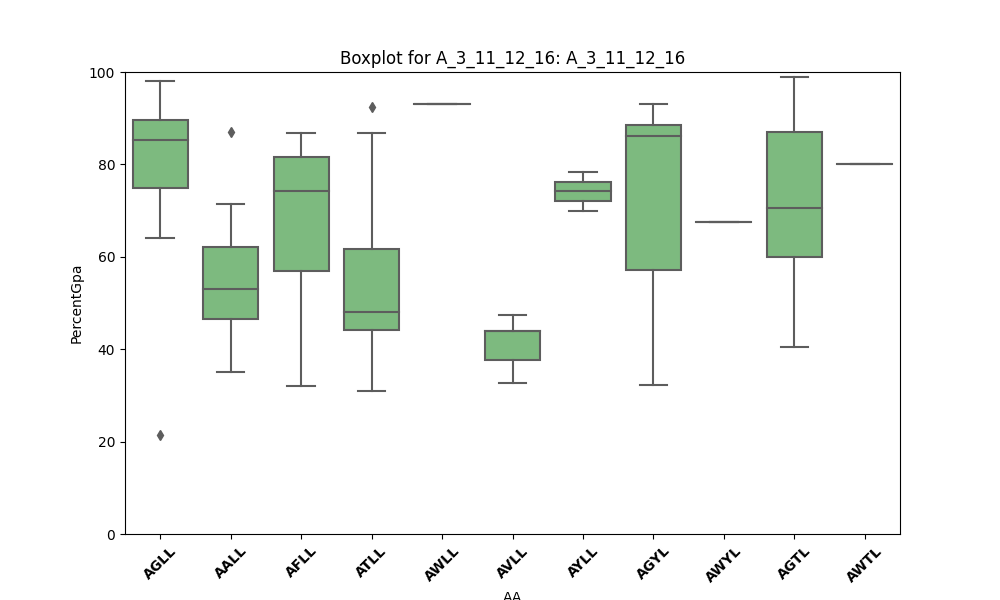 Boxplot for A_3_11_12_16: A_3_11_12_16
100
80
60
40
20
0
PercentGpa
AGLL
AALL
AFLL
ATLL
AWLL
AVLL
AYLL
AGYL
AWYL
AGTL
AWTL
AA